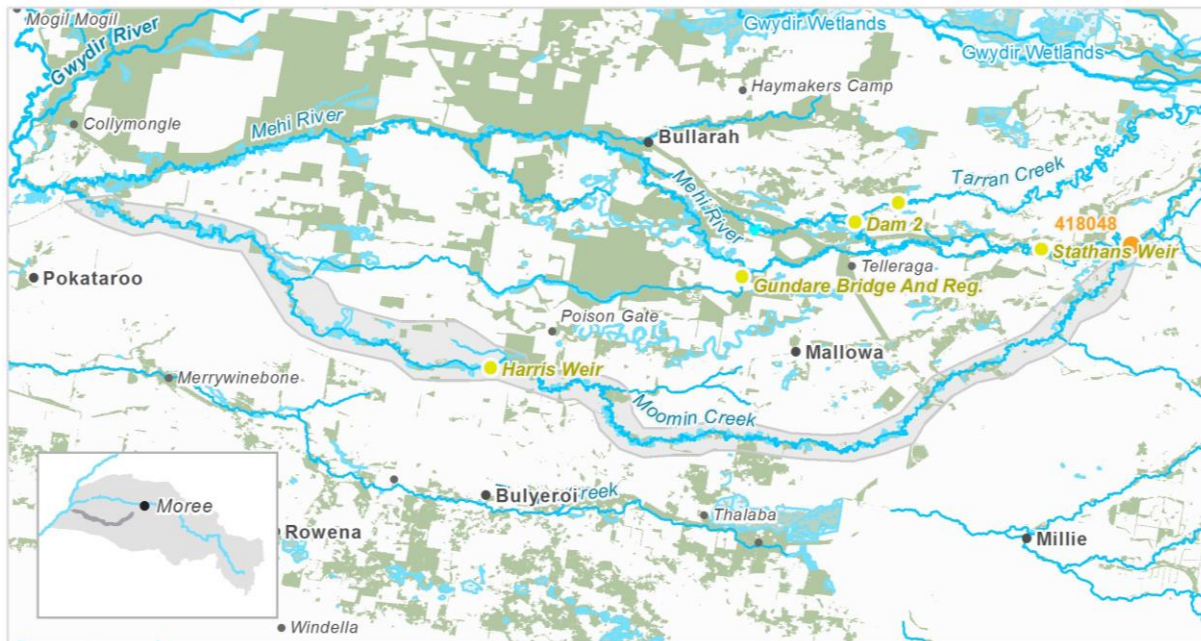 Mogil Mogil
Gwydir River
Gwydir Wetlands
Gwydir Wetlands
Haymakers Camp
Collymongle
Mehi River
Bullarah
Tarran Creek
Mehi River
Dam 2
418048
Stathans Weir
Telleraga
Pokataroo
Gundare Bridge And Reg.
Poison Gate
Mallowa
Harris Weir
Merrywinebone
Moomin Creek
Bulyeroi
reek
Thalaba
Moree
Rowena
Millie
Windella